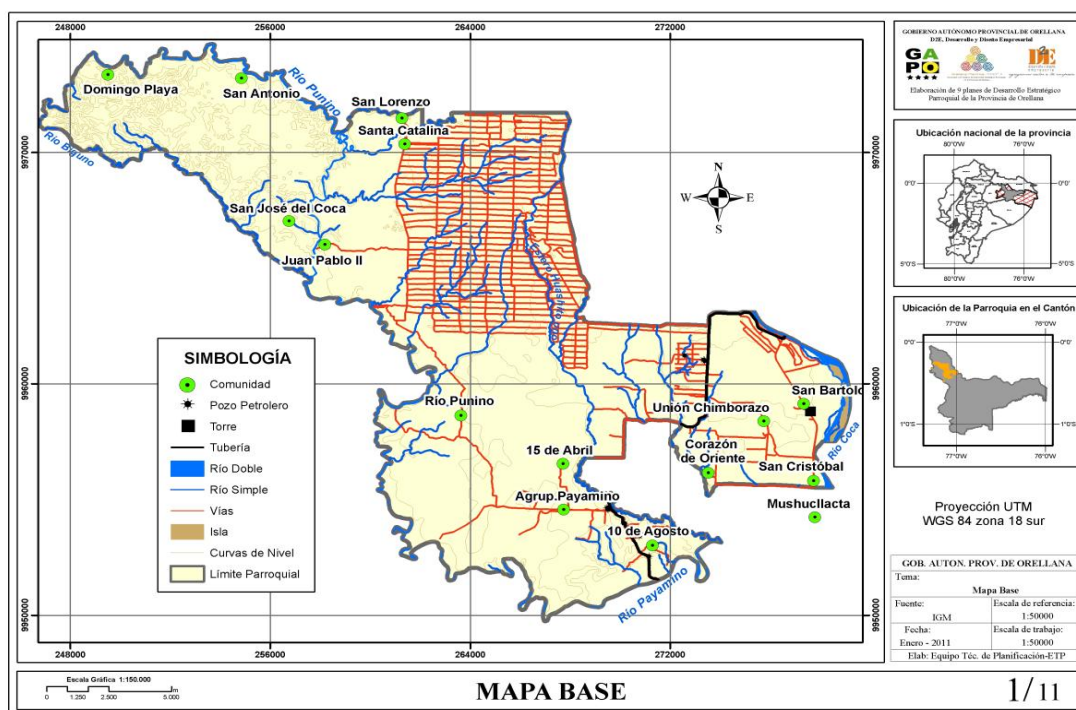 248000 256000 264000 272000
9970000
9960000
9950000
9970000
9960000
9950000
248000 256000 264000 272000
Domingo Playa
San Antonio
Río Punino
San Lorenzo
Santa Catalina
Río Biguno
San José del Coca
Juan Pablo II
Estero Huashito
N
W E
S
Río Punino
15 de Abril
Agrup.Payamino
10 de Agosto
Río Payamino
Unión Chimborazo
Corazón
de Oriente
San Bartolo
San Cristóbal
Río Coca
Mushucllacta
SIMBOLOGÍA
Comunidad
Pozo Petrolero
Torre
Tubería
Río Doble
Río Simple
Vías
Isla
Curvas de Nivel
Límite Parroquial
GOBIERNO AUTÓNOMO PROVINCIAL DE ORELLANA
D2E, Desarrollo y Diseño Empresarial
GAPO
D2E
Elaboración de 9 planes de Desarrollo Estratégico
Parroquial de la Provincia de Orellana
Ubicación nacional de la provincia
80°0'O 76°0'O
0°0' 0°0'
5°0'S 5°0'S
80°0'O 76°0'O
Ubicación de la Parroquia en el Cantón
77°0'O 76°0'O
0°0' 0°0'
1°0'S 1°0'S
77°0'O 76°0'O
Proyección UTM
WGS 84 zona 18 sur
GOB. AUTON. PROV. DE ORELLANA
Tema:
Mapa Base
Fuente:
IGM
Escala de referencia:
1:50000
Fecha:
Enero - 2011
Escala de trabajo:
1:50000
Elab: Equipo Téc. de Planificación-ETP
Escala Gráfica 1:150.000
m
0 1.250 2.500 5.000
MAPA BASE
1/11